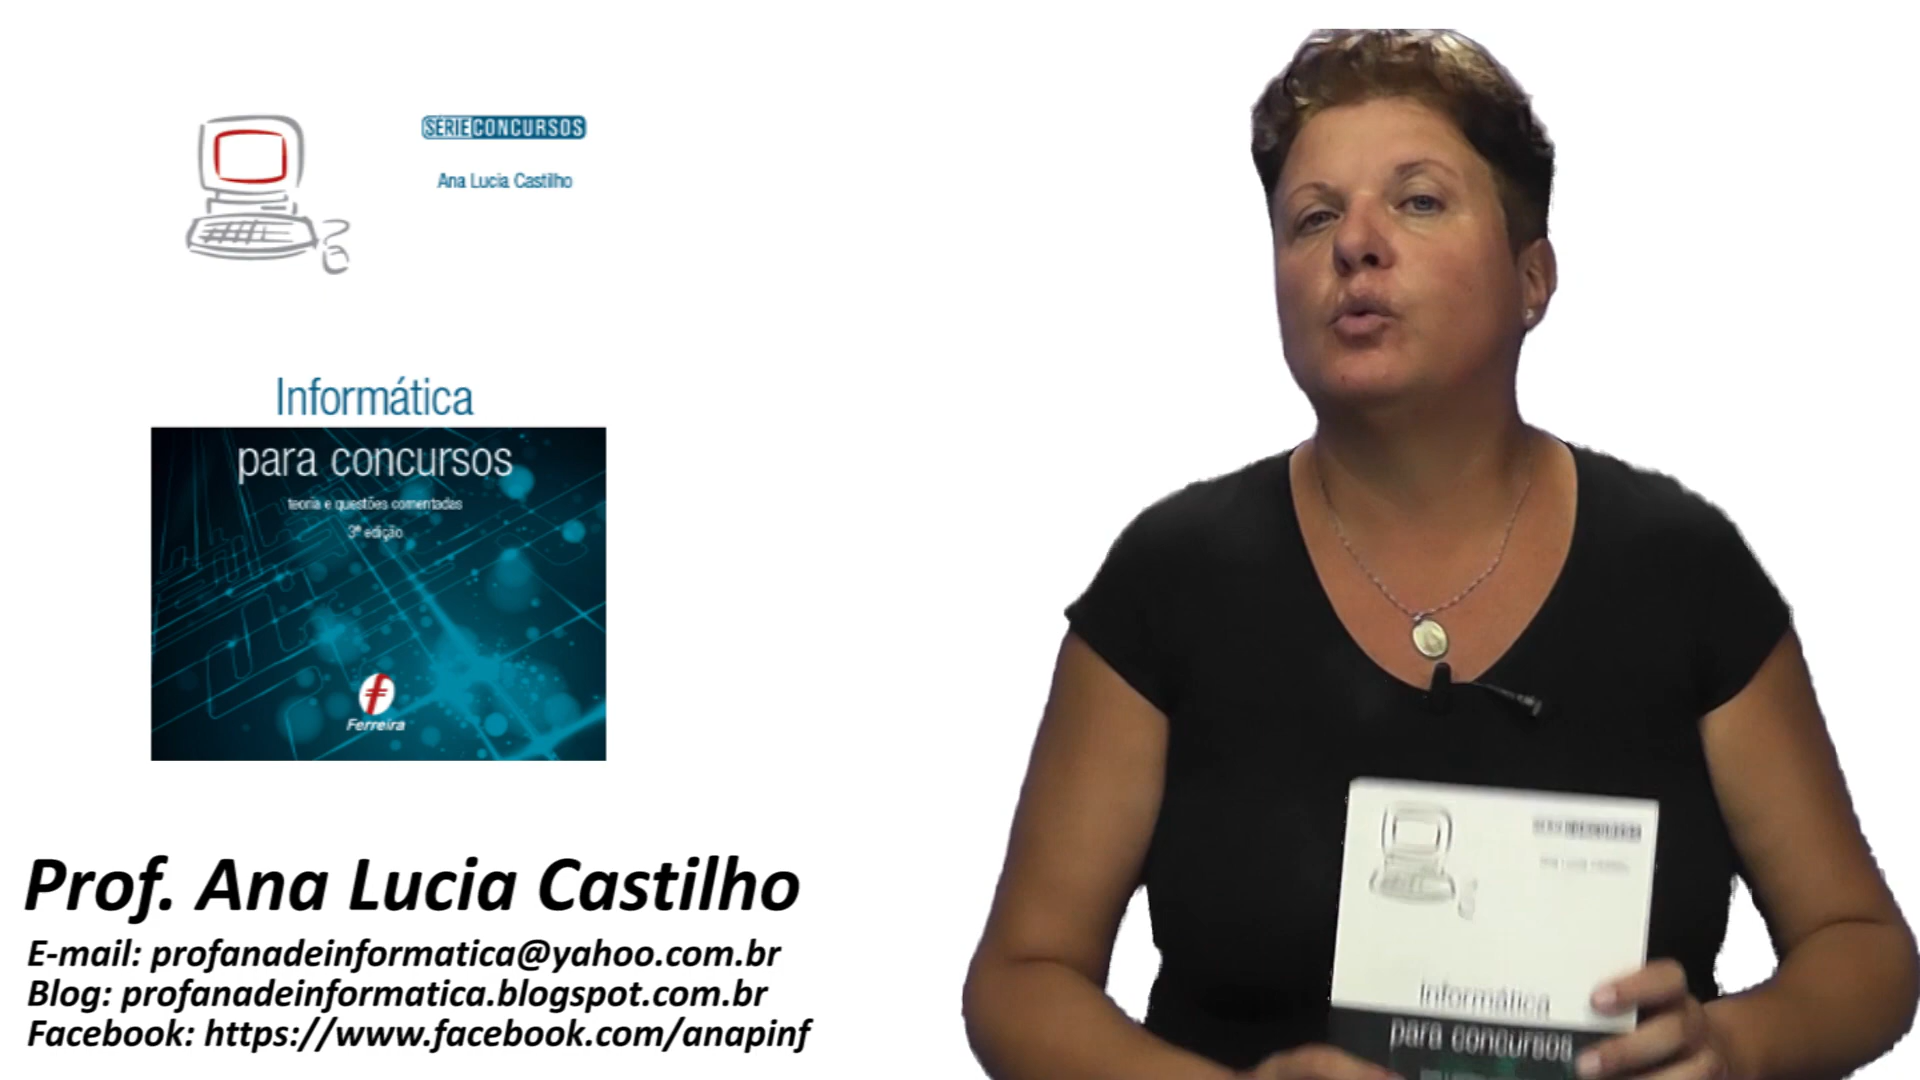 SÉRIE CONCURSOS
Ana Lucia Castilho
Informática
para concursos
teoria e questões comentadas
3ª edição
Ferreira
Prof. Ana Lucia Castilho
E-mail: profanadeinformatica@yahoo.com.br
Blog: profanadeinformatica.blogspot.com.br
Facebook: https://www.facebook.com/anapinf
Informática
para concursos